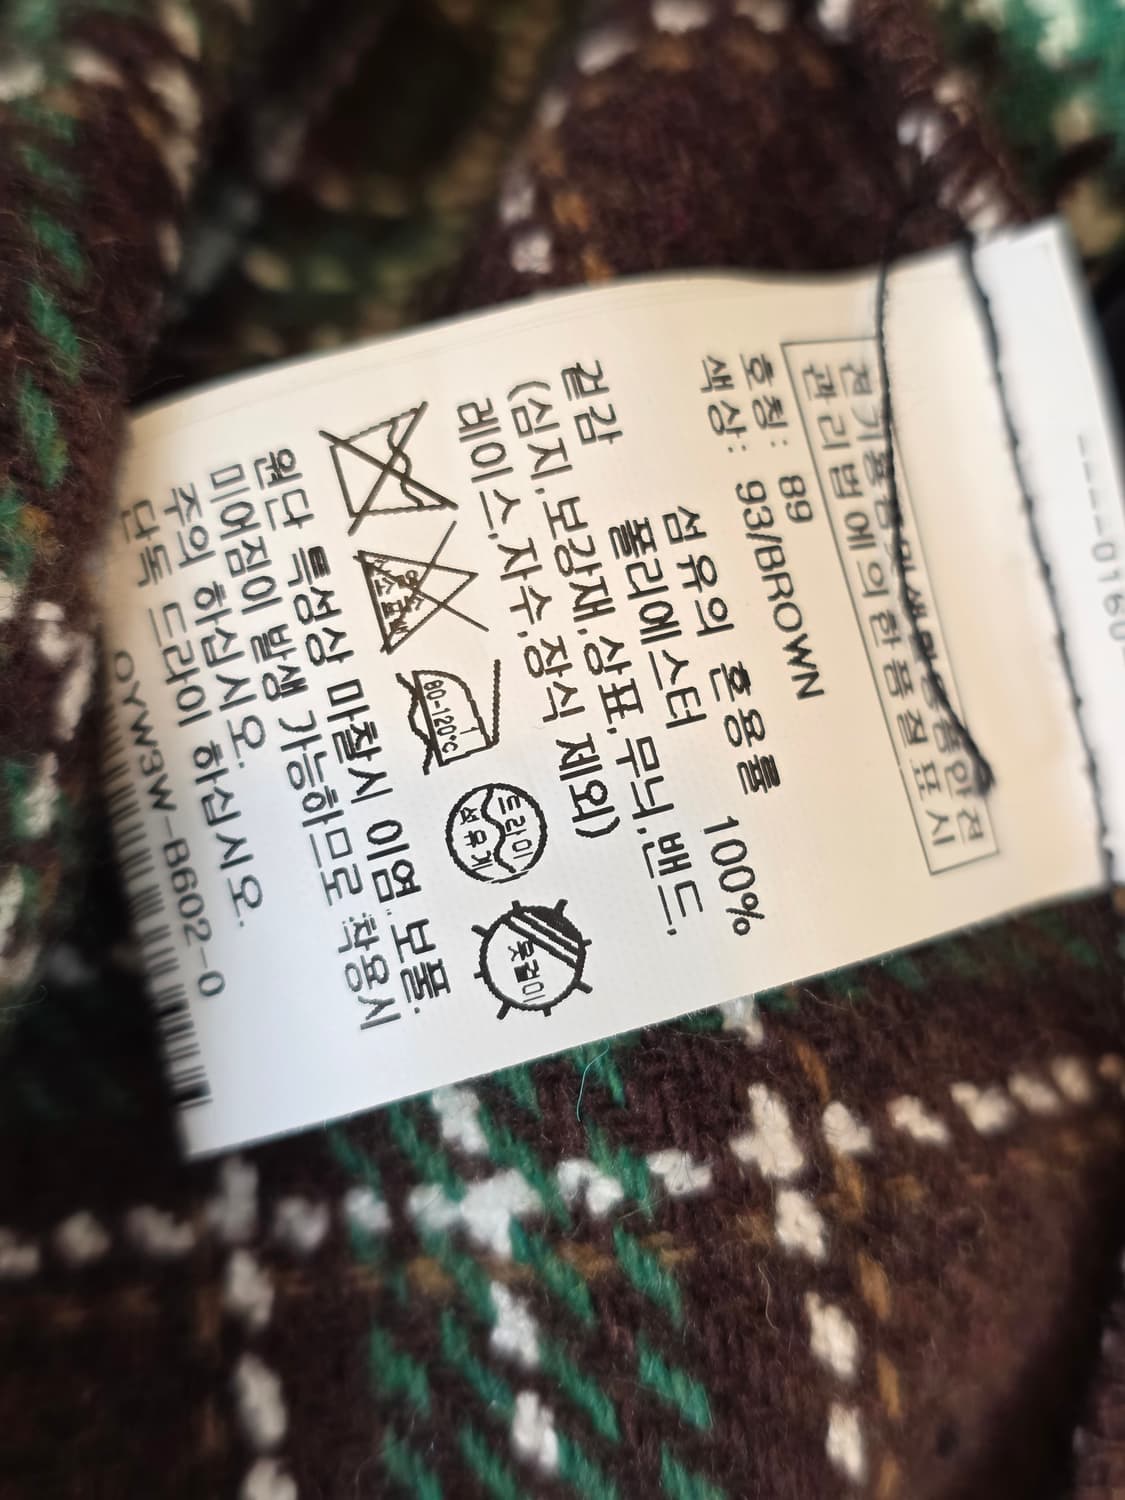 전기용품 및 생활용품안전
관리법에 의한 품질표시
호칭: 89
색상: 93/BROWN
섬유의 혼용률
겉감 폴리에스터 100%
(심지.보강재.상표.무늬.밴드.
레이스.자수.장식 제외)
염소 표백
80-120℃
드라이
석유계
옷걸이
원단 특성상 마찰시 이염.보풀.
미어짐이 발생 가능하므로 착용시
주의 하십시오.
단독 드라이 하십시오.
OYW3W-B602-0